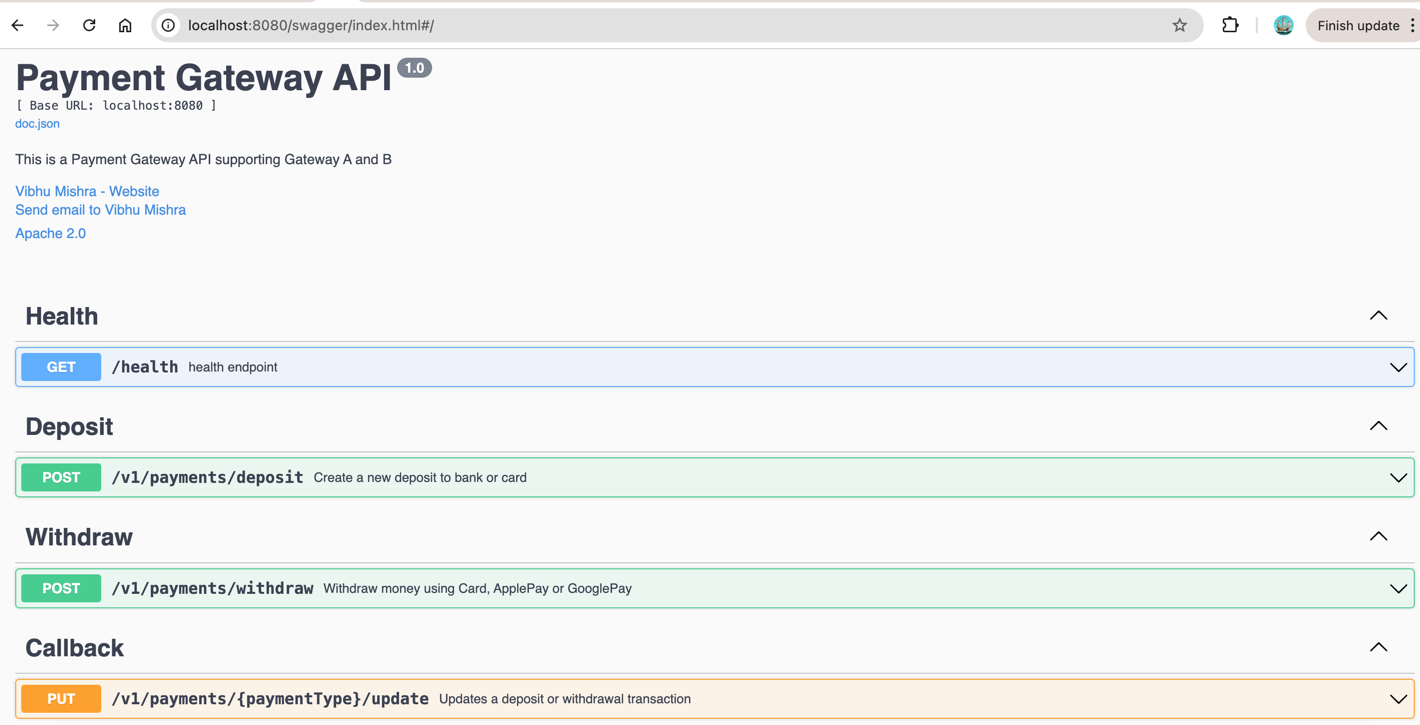 localhost:8080/swagger/index.html#/
Finish update
Payment Gateway API 1.0
[ Base URL: localhost:8080 ]
doc.json
This is a Payment Gateway API supporting Gateway A and B
Vibhu Mishra - Website
Send email to Vibhu Mishra
Apache 2.0
Health
GET /health health endpoint
Deposit
POST /v1/payments/deposit Create a new deposit to bank or card
Withdraw
POST /v1/payments/withdraw Withdraw money using Card, ApplePay or GooglePay
Callback
PUT /v1/payments/{paymentType}/update Updates a deposit or withdrawal transaction